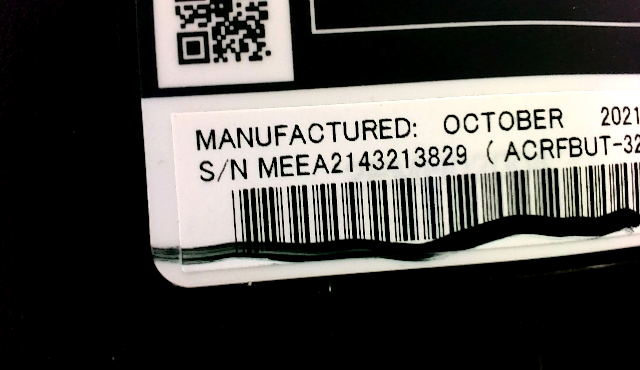 MANUFACTURED: OCTOBER 2021
S/N MEEA2143213829 ( ACRFBUT-32